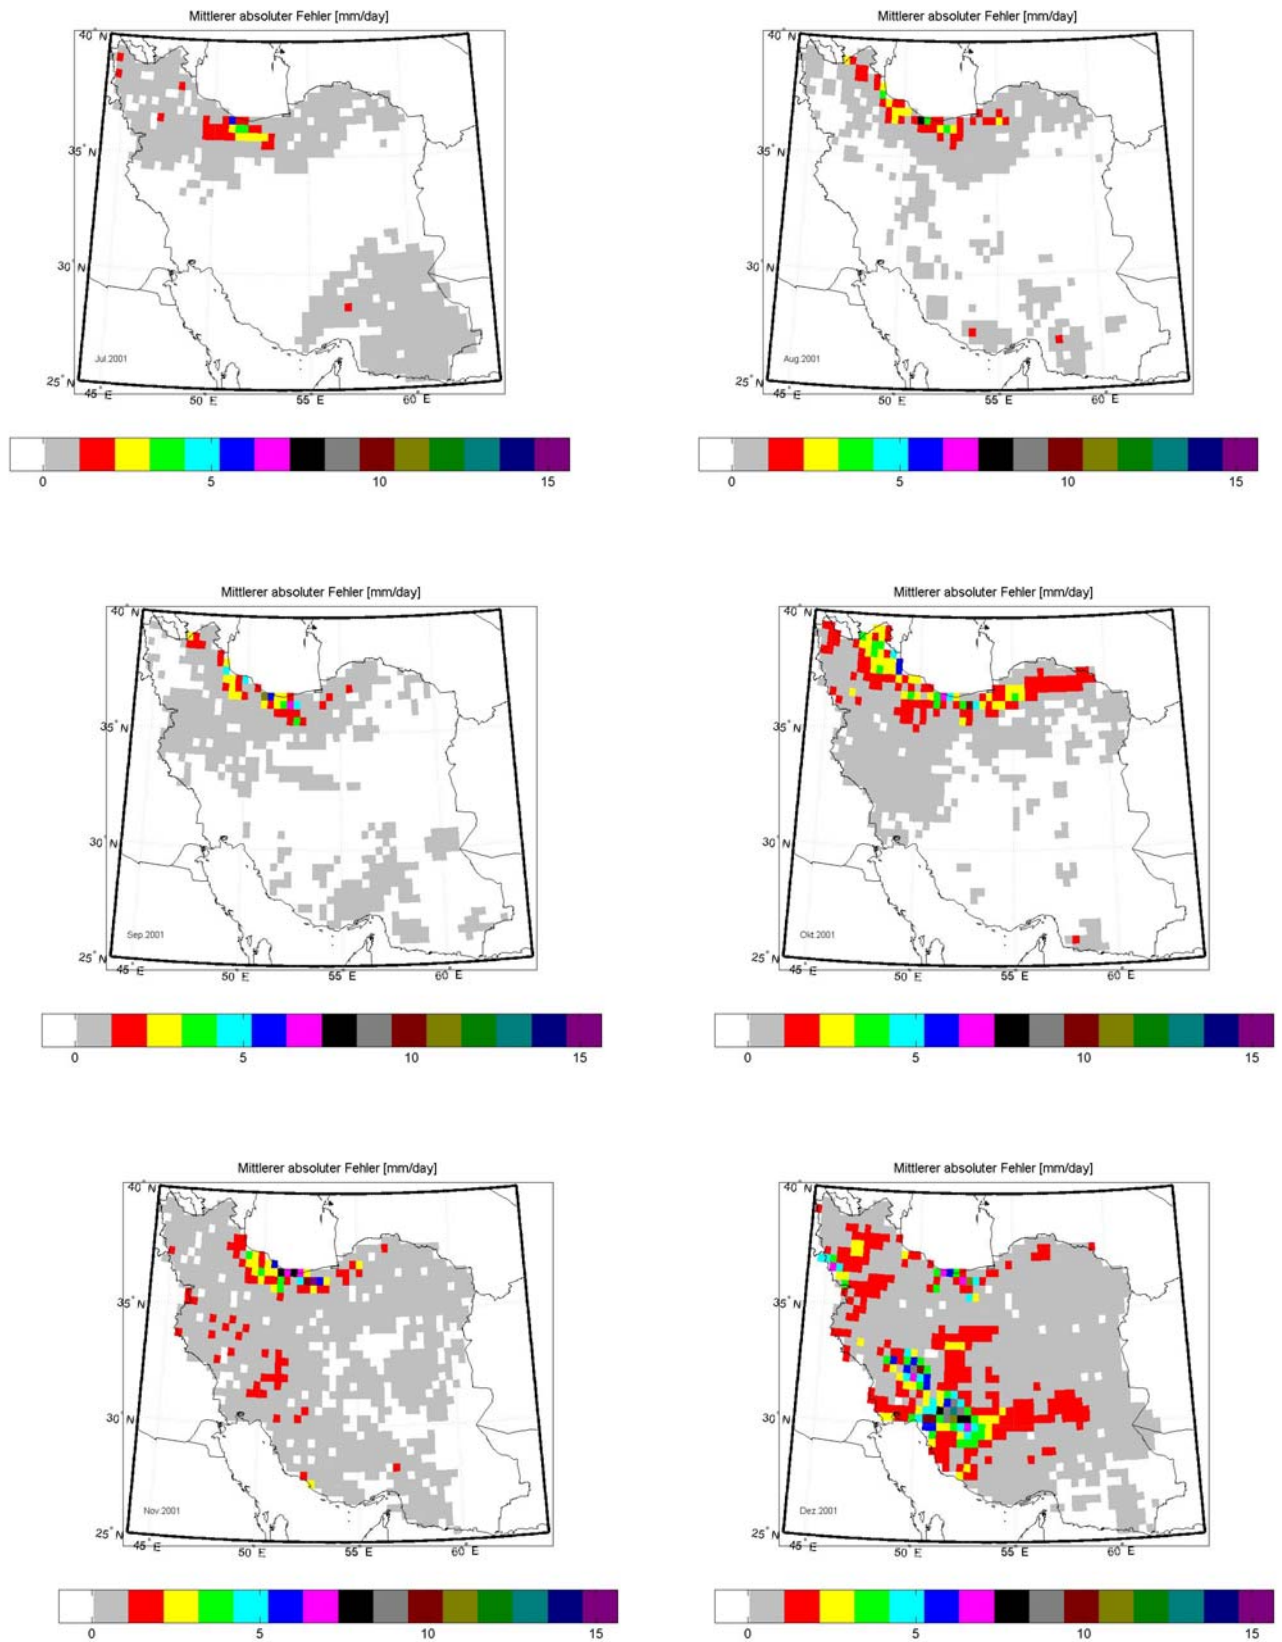 Mittlerer absoluter Fehler [mm/day]
40° N
35° N
30° N
25° N
45° E
50° E
55° E
60° E
Jul.2001
0 5 10 15
Mittlerer absoluter Fehler [mm/day]
40° N
35° N
30° N
25° N
45° E
50° E
55° E
60° E
Aug.2001
0 5 10 15
Mittlerer absoluter Fehler [mm/day]
40° N
35° N
30° N
25° N
45° E
50° E
55° E
60° E
Sep.2001
0 5 10 15
Mittlerer absoluter Fehler [mm/day]
40° N
35° N
30° N
25° N
45° E
50° E
55° E
60° E
Okt.2001
0 5 10 15
Mittlerer absoluter Fehler [mm/day]
40° N
35° N
30° N
25° N
45° E
50° E
55° E
60° E
Nov.2001
0 5 10 15
Mittlerer absoluter Fehler [mm/day]
40° N
35° N
30° N
25° N
45° E
50° E
55° E
60° E
Dez.2001
0 5 10 15